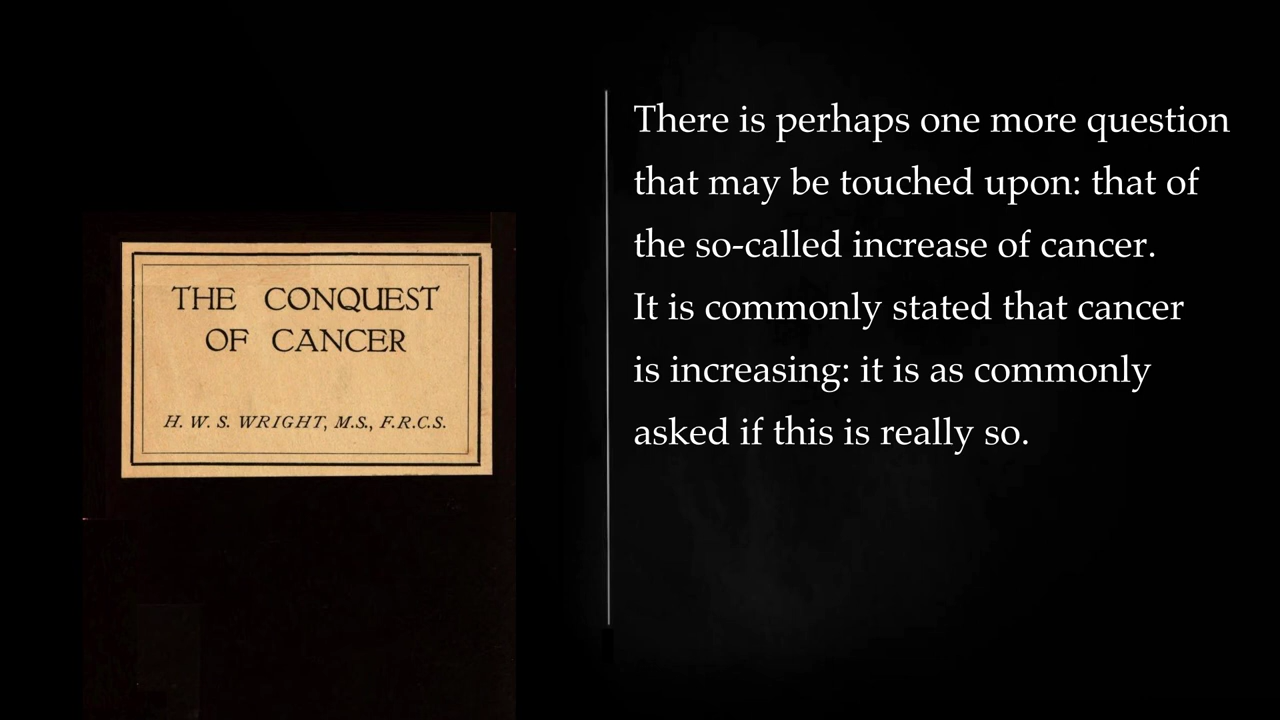 THE CONQUEST
OF CANCER
H. W. S. WRIGHT, M.S., F.R.C.S.
There is perhaps one more question
that may be touched upon: that of
the so-called increase of cancer.
It is commonly stated that cancer
is increasing: it is as commonly
asked if this is really so.